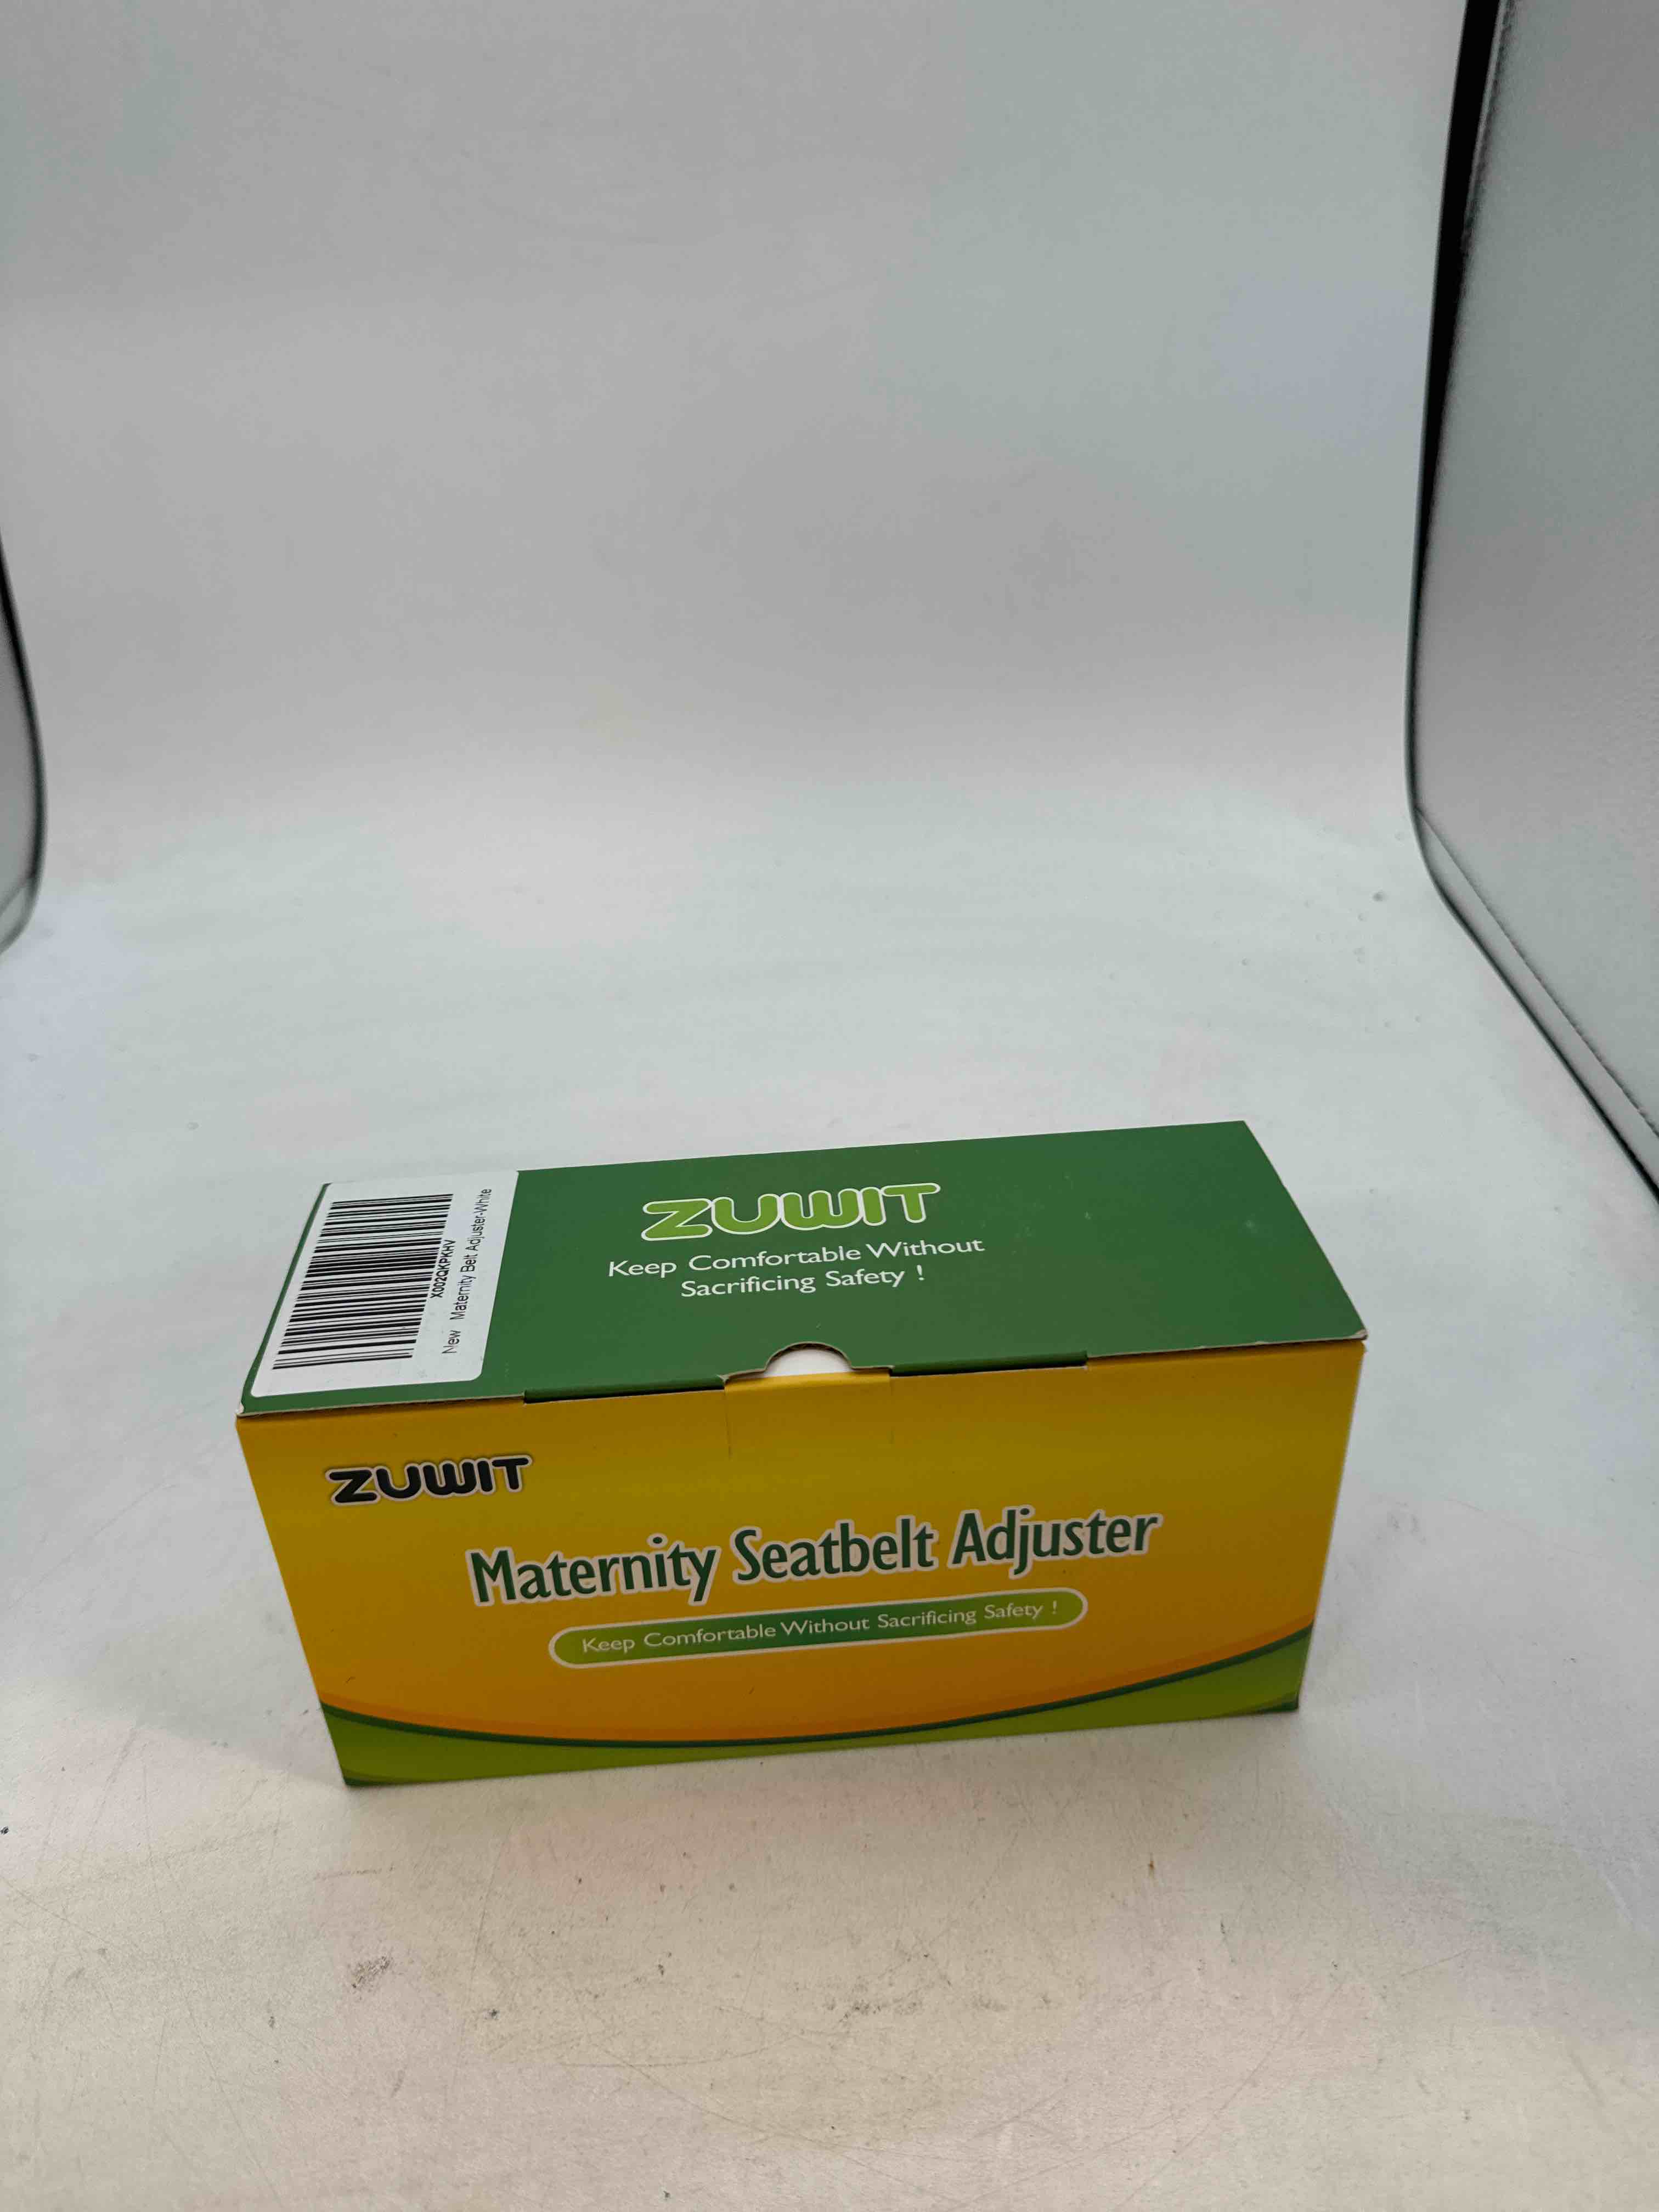 X002QKPKHV
New Maternity Belt Adjuster-White
ZUWIT
Keep Comfortable Without
Sacrificing Safety !
ZUWIT
Maternity Seatbelt Adjuster
Keep Comfortable Without Sacrificing Safety !